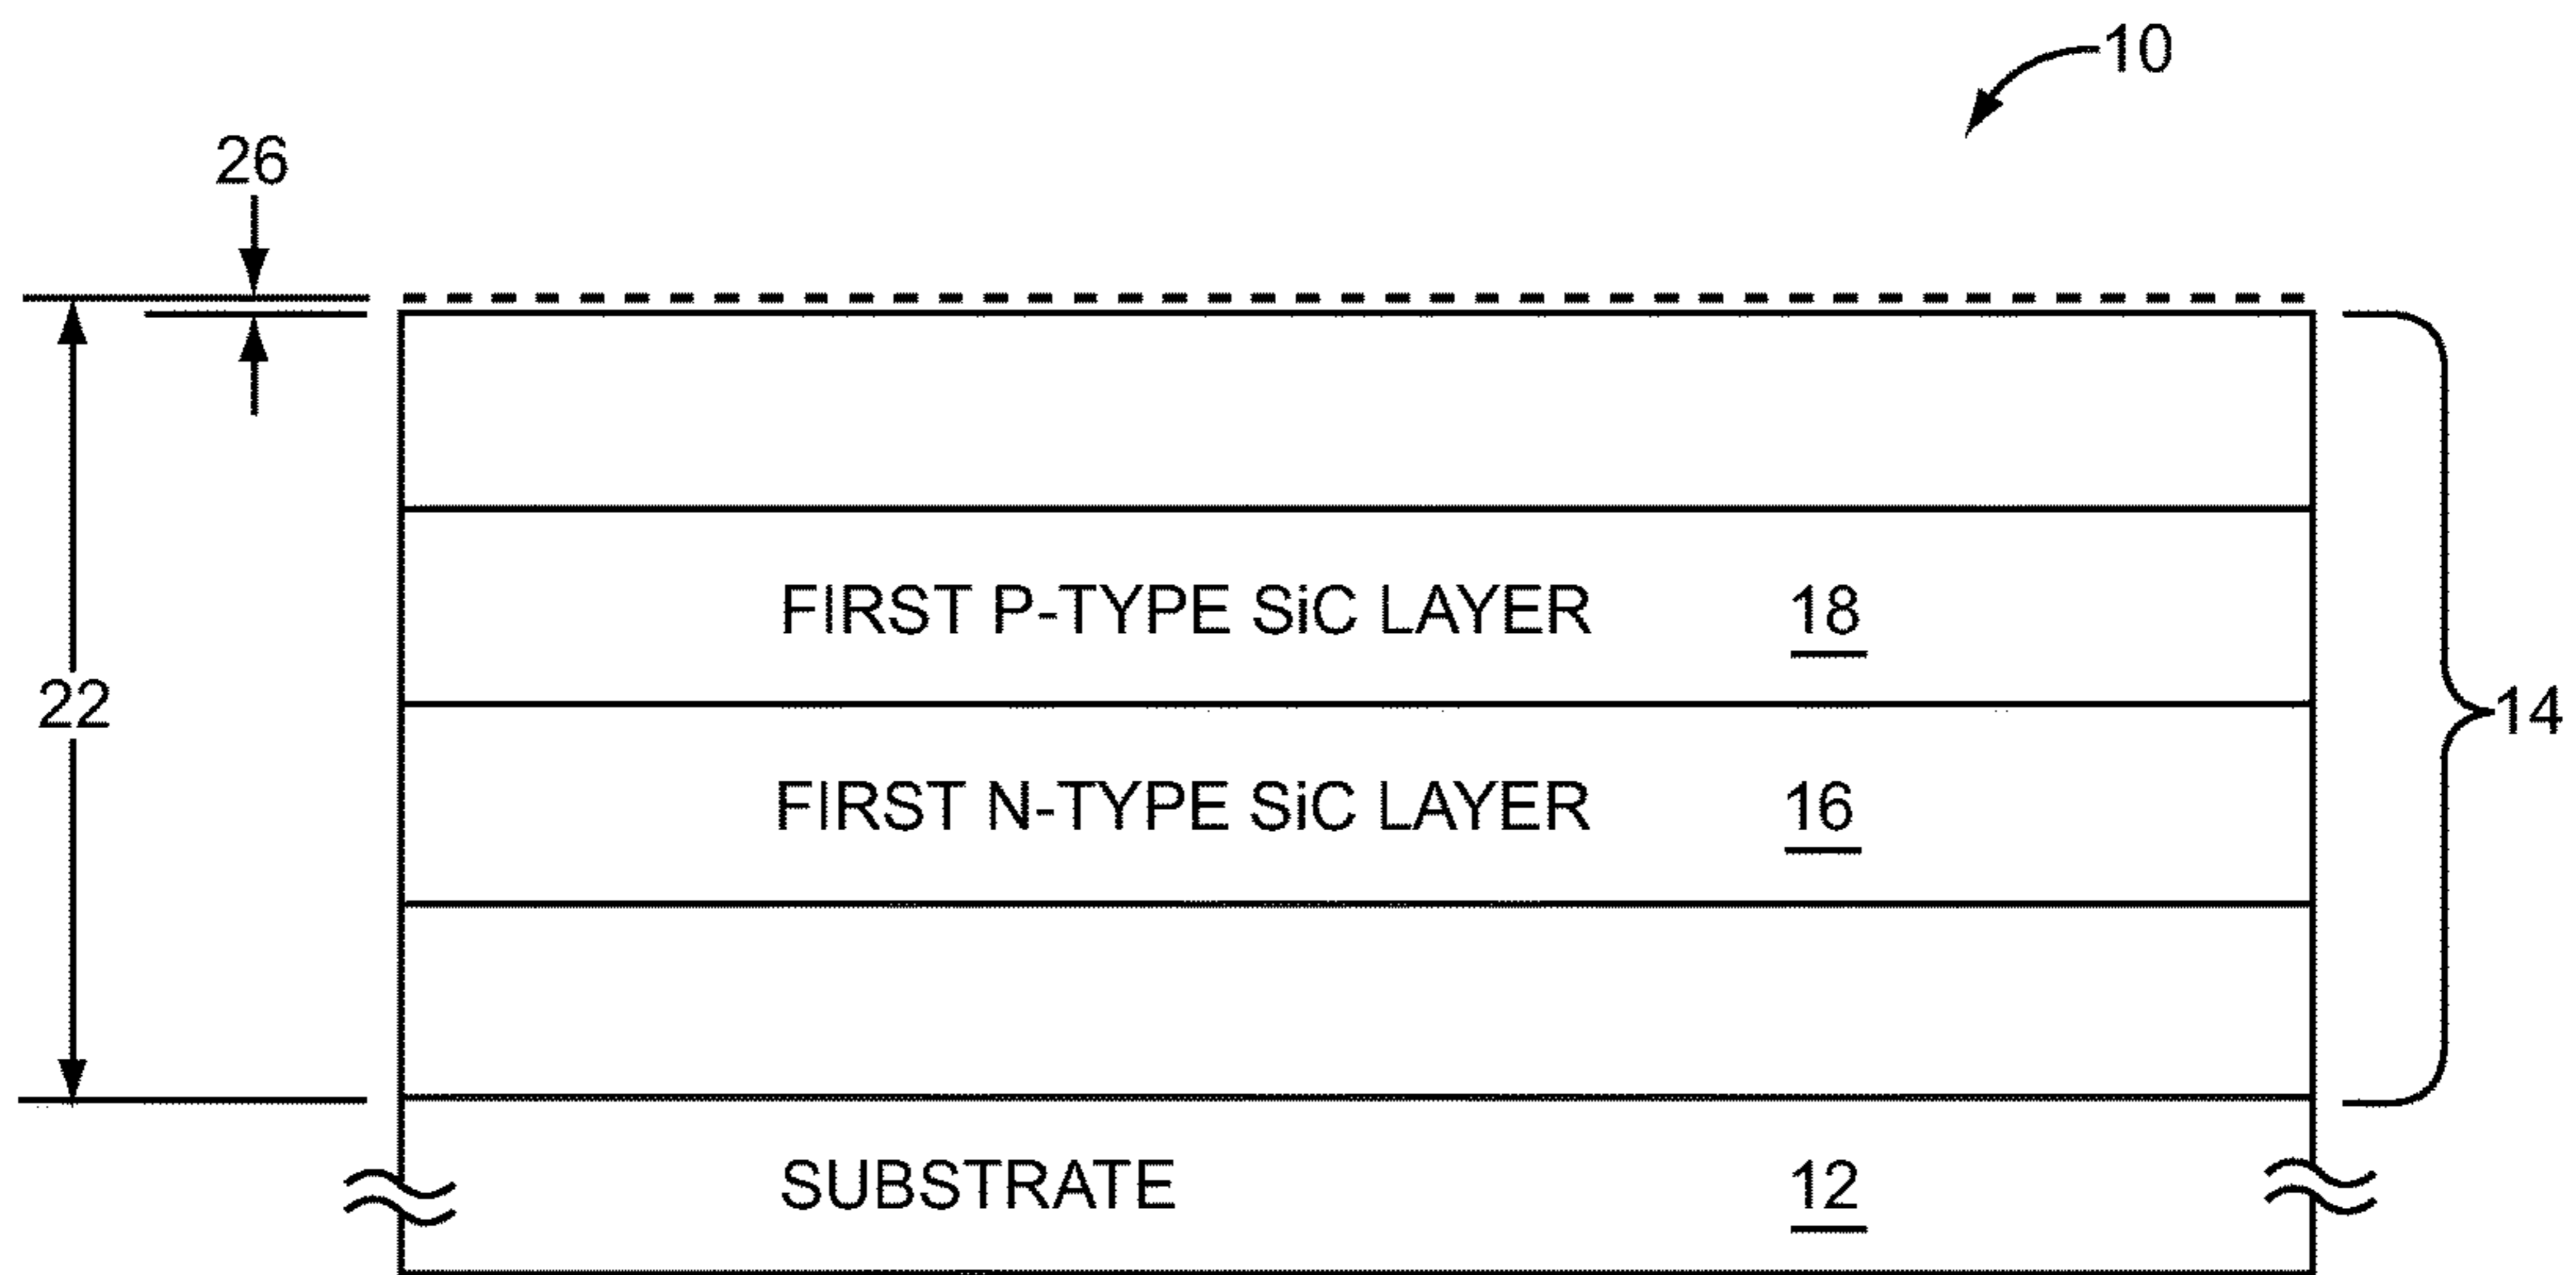 10
26
FIRST P-TYPE SiC LAYER 18
22
14
FIRST N-TYPE SiC LAYER 16
SUBSTRATE 12